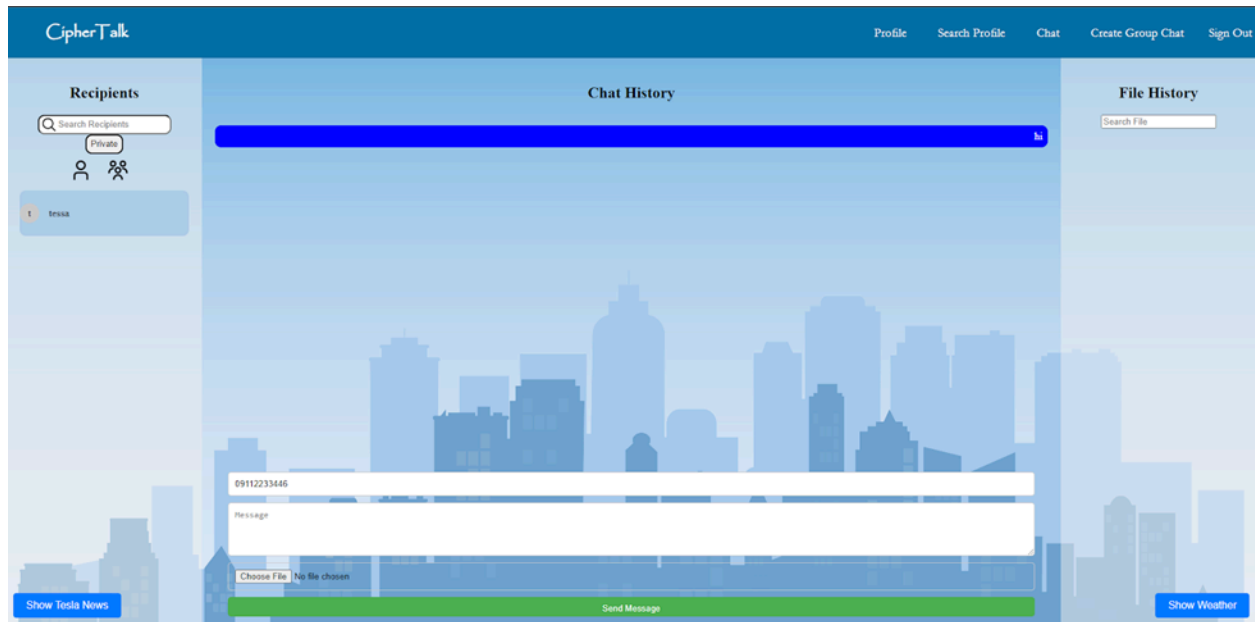 CipherTalk
Profile Search Profile Chat Create Group Chat Sign Out
Recipients
Search Recipients
Private
t tessa
Chat History
hi
09112233446
Message
Choose File No file chosen
Send Message
File History
Search File
Show Tesla News
Show Weather